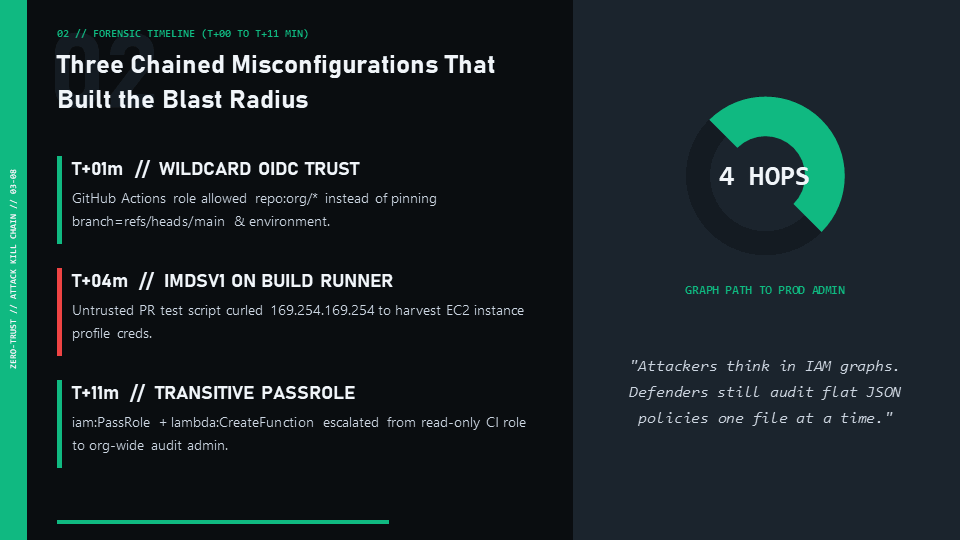 ZERO-TRUST // ATTACK KILL CHAIN // 03-08
02
02 // FORENSIC TIMELINE (T+00 TO T+11 MIN)
Three Chained Misconfigurations That
Built the Blast Radius
T+01m // WILDCARD OIDC TRUST
GitHub Actions role allowed repo:org/* instead of pinning
branch=refs/heads/main & environment.
T+04m // IMDSV1 ON BUILD RUNNER
Untrusted PR test script curled 169.254.169.254 to harvest EC2 instance
profile creds.
T+11m // TRANSITIVE PASSROLE
iam:PassRole + lambda:CreateFunction escalated from read-only CI role
to org-wide audit admin.
4 HOPS
GRAPH PATH TO PROD ADMIN
"Attackers think in IAM graphs.
Defenders still audit flat JSON
policies one file at a time."